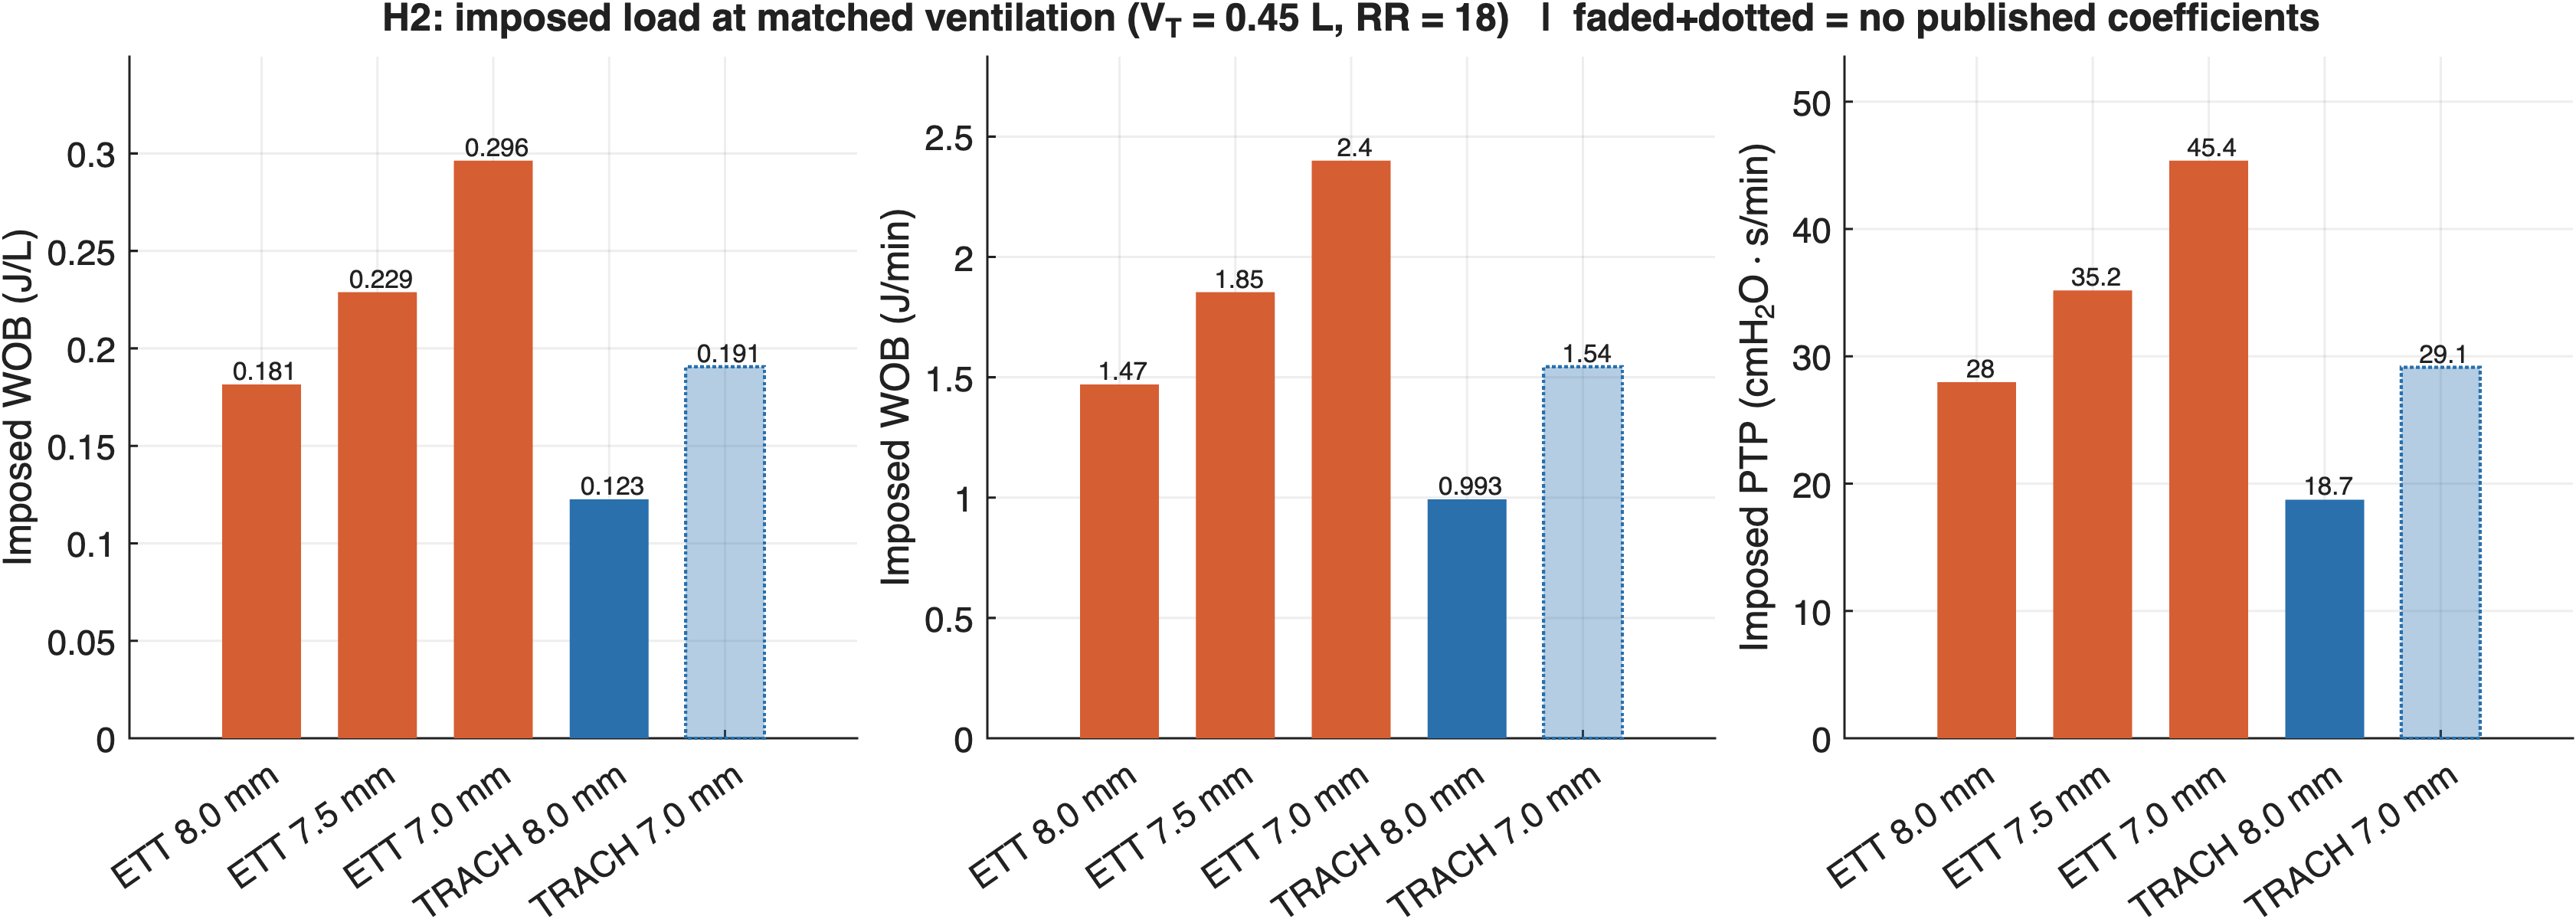 H2: imposed load at matched ventilation (V_T = 0.45 L, RR = 18) | faded+dotted = no published coefficients
Imposed WOB (J/L)
0.3
0.25
0.2
0.15
0.1
0.05
0
0.181
0.229
0.296
0.123
0.191
ETT 8.0 mm
ETT 7.5 mm
ETT 7.0 mm
TRACH 8.0 mm
TRACH 7.0 mm
Imposed WOB (J/min)
2.5
2
1.5
1
0.5
0
1.47
1.85
2.4
0.993
1.54
ETT 8.0 mm
ETT 7.5 mm
ETT 7.0 mm
TRACH 8.0 mm
TRACH 7.0 mm
Imposed PTP (cmH₂O · s/min)
50
40
30
20
10
0
28
35.2
45.4
18.7
29.1
ETT 8.0 mm
ETT 7.5 mm
ETT 7.0 mm
TRACH 8.0 mm
TRACH 7.0 mm